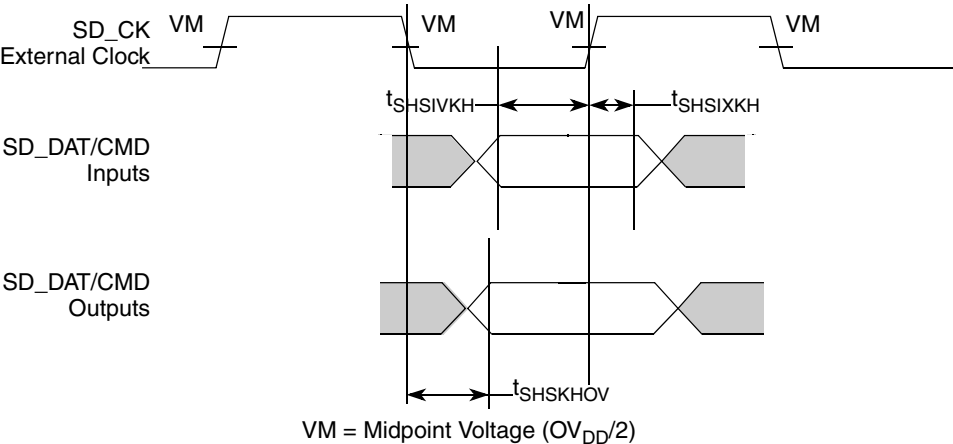 SD_CK
External Clock
VM
VM
VM
VM
tSHSIVKH
tSHSIXKH
SD_DAT/CMD
Inputs
SD_DAT/CMD
Outputs
tSHSKHOV
VM = Midpoint Voltage (OVDD/2)